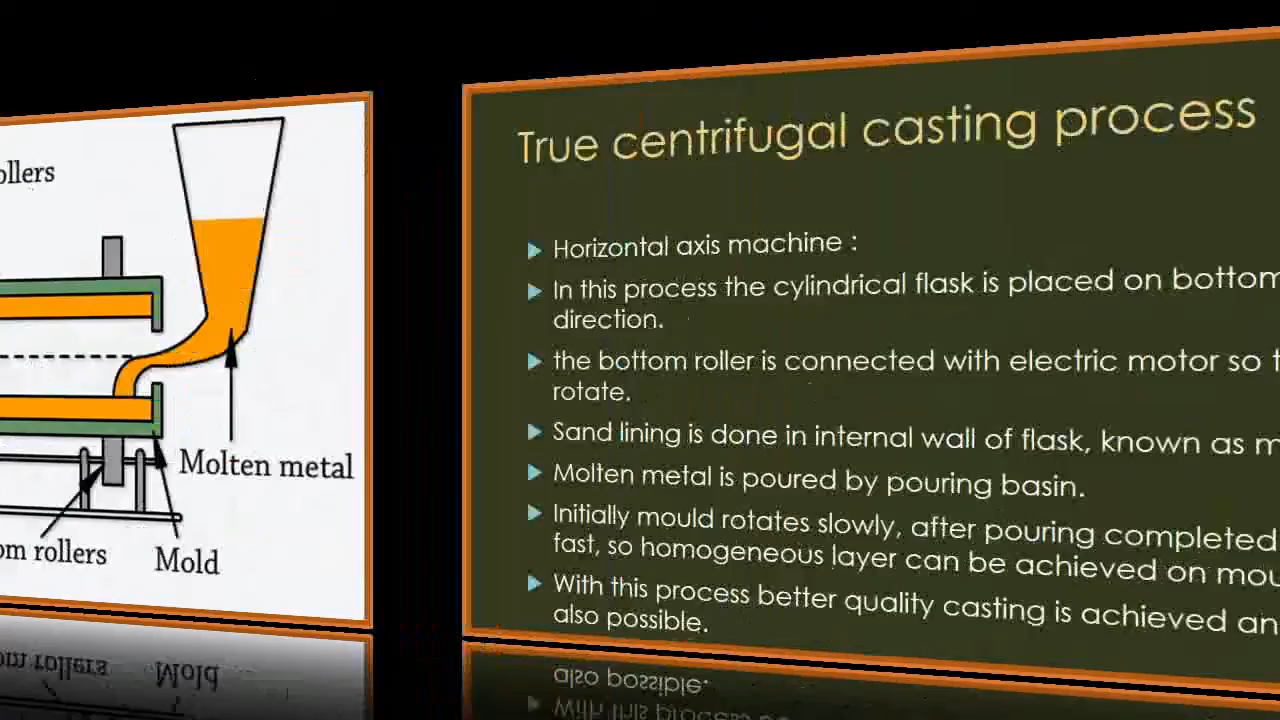 ollers
Molten metal
om rollers
Mold
True centrifugal casting process
Horizontal axis machine :
In this process the cylindrical flask is placed on bottom
direction.
the bottom roller is connected with electric motor so t
rotate.
Sand lining is done in internal wall of flask, known as m
Molten metal is poured by pouring basin.
Initially mould rotates slowly, after pouring completed
fast, so homogeneous layer can be achieved on mou
With this process better quality casting is achieved an
also possible.